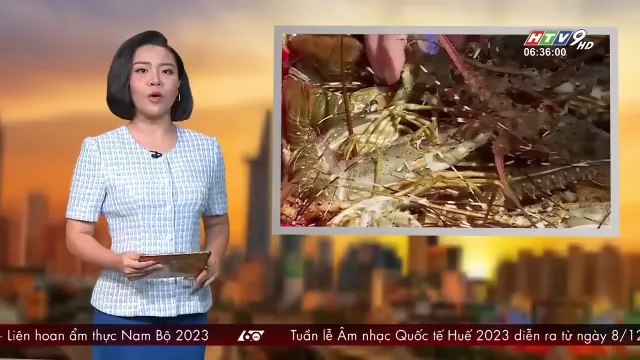 HTV9 HD
06:36:00
- Liên hoan ẩm thực Nam Bộ 2023
60
Tuần lễ Âm nhạc Quốc tế Huế 2023 diễn ra từ ngày 8/12